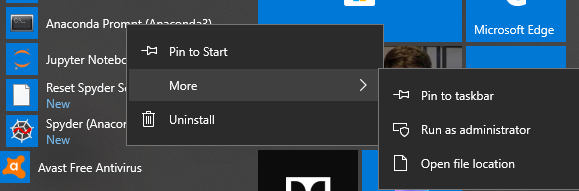 Anaconda Prompt (Anaconda3)
Microsoft Edge
Jupyter Notebo
Pin to Start
Reset Spyder Se
New
More
Pin to taskbar
Spyder (Anacor
New
Uninstall
Run as administrator
Avast Free Antivirus
Open file location